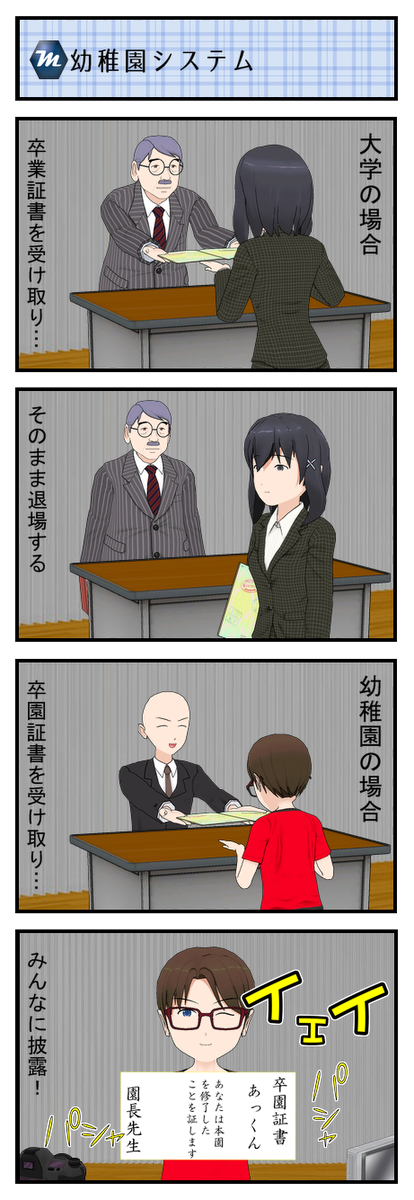 m 幼稚園システム
大学の場合
卒業証書を受け取り…
そのまま退場する
幼稚園の場合
卒園証書を受け取り…
みんなに披露！
イエイ
パシャ
パシャ
卒園証書
あっくん
あなたは本園
を修了した
ことを証します
園長先生